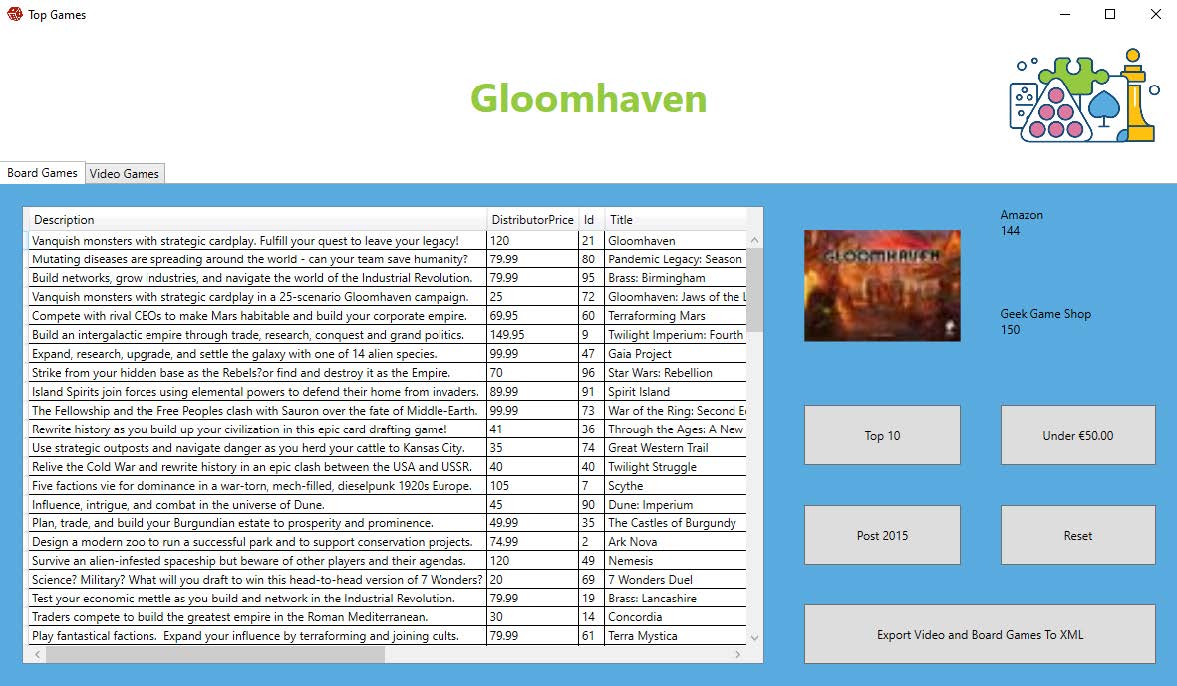 Top Games
Gloomhaven
Board Games Video Games
Description DistributorPrice Id Title
Vanquish monsters with strategic cardplay. Fulfill your quest to leave your legacy! 120 21 Gloomhaven
Mutating diseases are spreading around the world - can your team save humanity? 79.99 80 Pandemic Legacy: Season
Build networks, grow industries, and navigate the world of the Industrial Revolution. 79.99 95 Brass: Birmingham
Vanquish monsters with strategic cardplay in a 25-scenario Gloomhaven campaign. 25 72 Gloomhaven: Jaws of the L
Compete with rival CEOs to make Mars habitable and build your corporate empire. 69.95 60 Terraforming Mars
Build an intergalactic empire through trade, research, conquest and grand politics. 149.95 9 Twilight Imperium: Fourth
Expand, research, upgrade, and settle the galaxy with one of 14 alien species. 99.99 47 Gaia Project
Strike from your hidden base as the Rebels?or find and destroy it as the Empire. 70 96 Star Wars: Rebellion
Island Spirits join forces using elemental powers to defend their home from invaders. 89.99 91 Spirit Island
The Fellowship and the Free Peoples clash with Sauron over the fate of Middle-Earth. 99.99 73 War of the Ring: Second E
Rewrite history as you build up your civilization in this epic card drafting game! 41 36 Through the Ages: A New
Use strategic outposts and navigate danger as you herd your cattle to Kansas City. 35 74 Great Western Trail
Relive the Cold War and rewrite history in an epic clash between the USA and USSR. 40 40 Twilight Struggle
Five factions vie for dominance in a war-torn, mech-filled, dieselpunk 1920s Europe. 105 7 Scythe
Influence, intrigue, and combat in the universe of Dune. 45 90 Dune: Imperium
Plan, trade, and build your Burgundian estate to prosperity and prominence. 49.99 35 The Castles of Burgundy
Design a modern zoo to run a successful park and to support conservation projects. 74.99 2 Ark Nova
Survive an alien-infested spaceship but beware of other players and their agendas. 120 49 Nemesis
Science? Military? What will you draft to win this head-to-head version of 7 Wonders? 20 69 7 Wonders Duel
Test your economic mettle as you build and network in the Industrial Revolution. 79.99 19 Brass: Lancashire
Traders compete to build the greatest empire in the Roman Mediterranean. 30 14 Concordia
Play fantastical factions. Expand your influence by terraforming and joining cults. 79.99 61 Terra Mystica
GLOOMHAVEN
Amazon
144
Geek Game Shop
150
Top 10
Under €50.00
Post 2015
Reset
Export Video and Board Games To XML